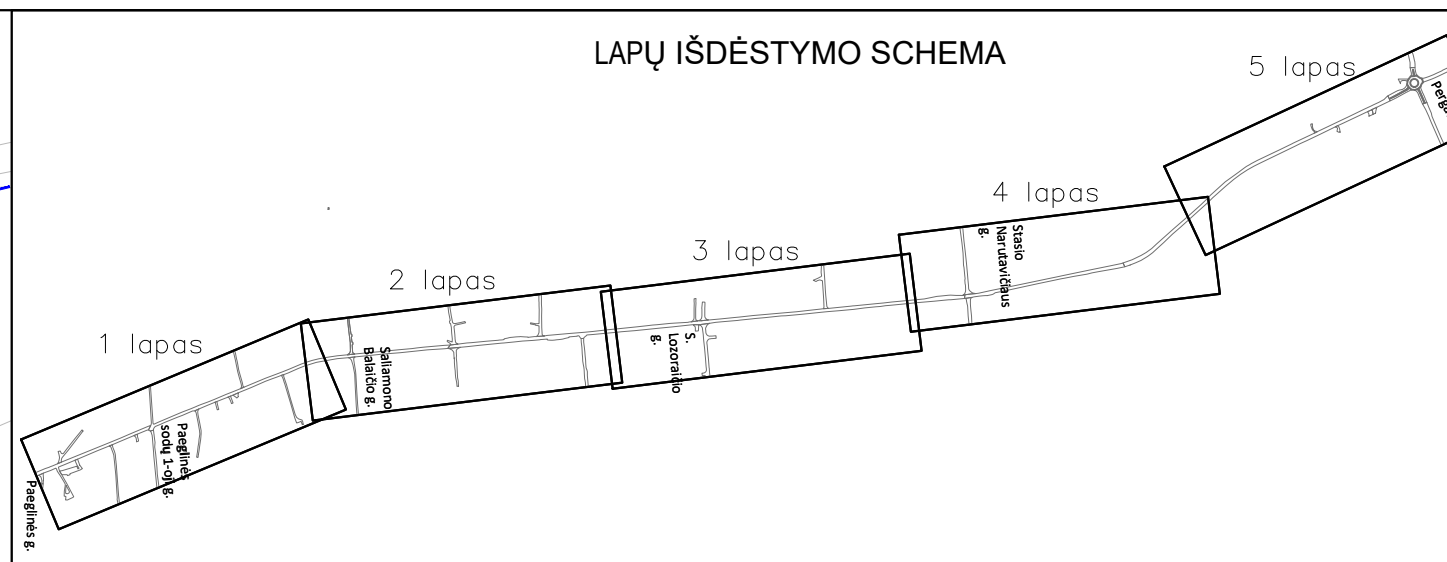 LAPŲ IŠDĖSTYMO SCHEMA
5 lapas
4 lapas
3 lapas
2 lapas
1 lapas
Stasio
Narutavičiaus
g.
S.
Lozoraičio
g.
Saliamono
Balaičio g.
Paeglinės
sodų 1-oji g.
Paeglinės g.